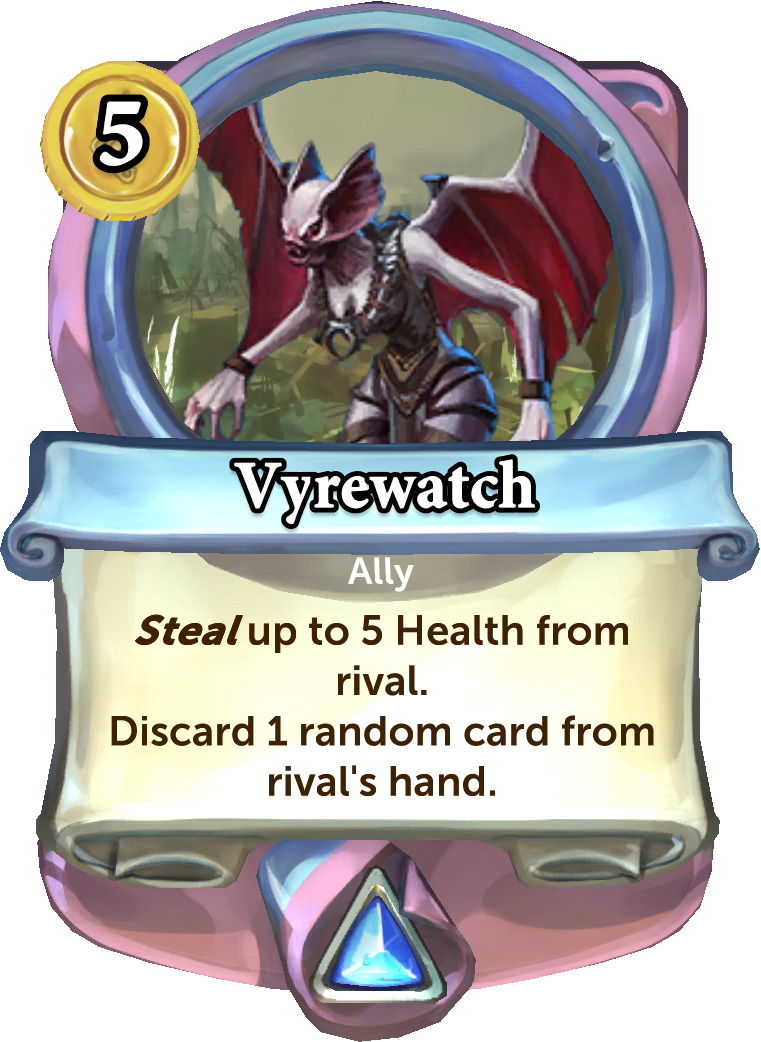 5
Vyrewatch
Ally
Steal up to 5 Health from
rival.
Discard 1 random card from
rival's hand.